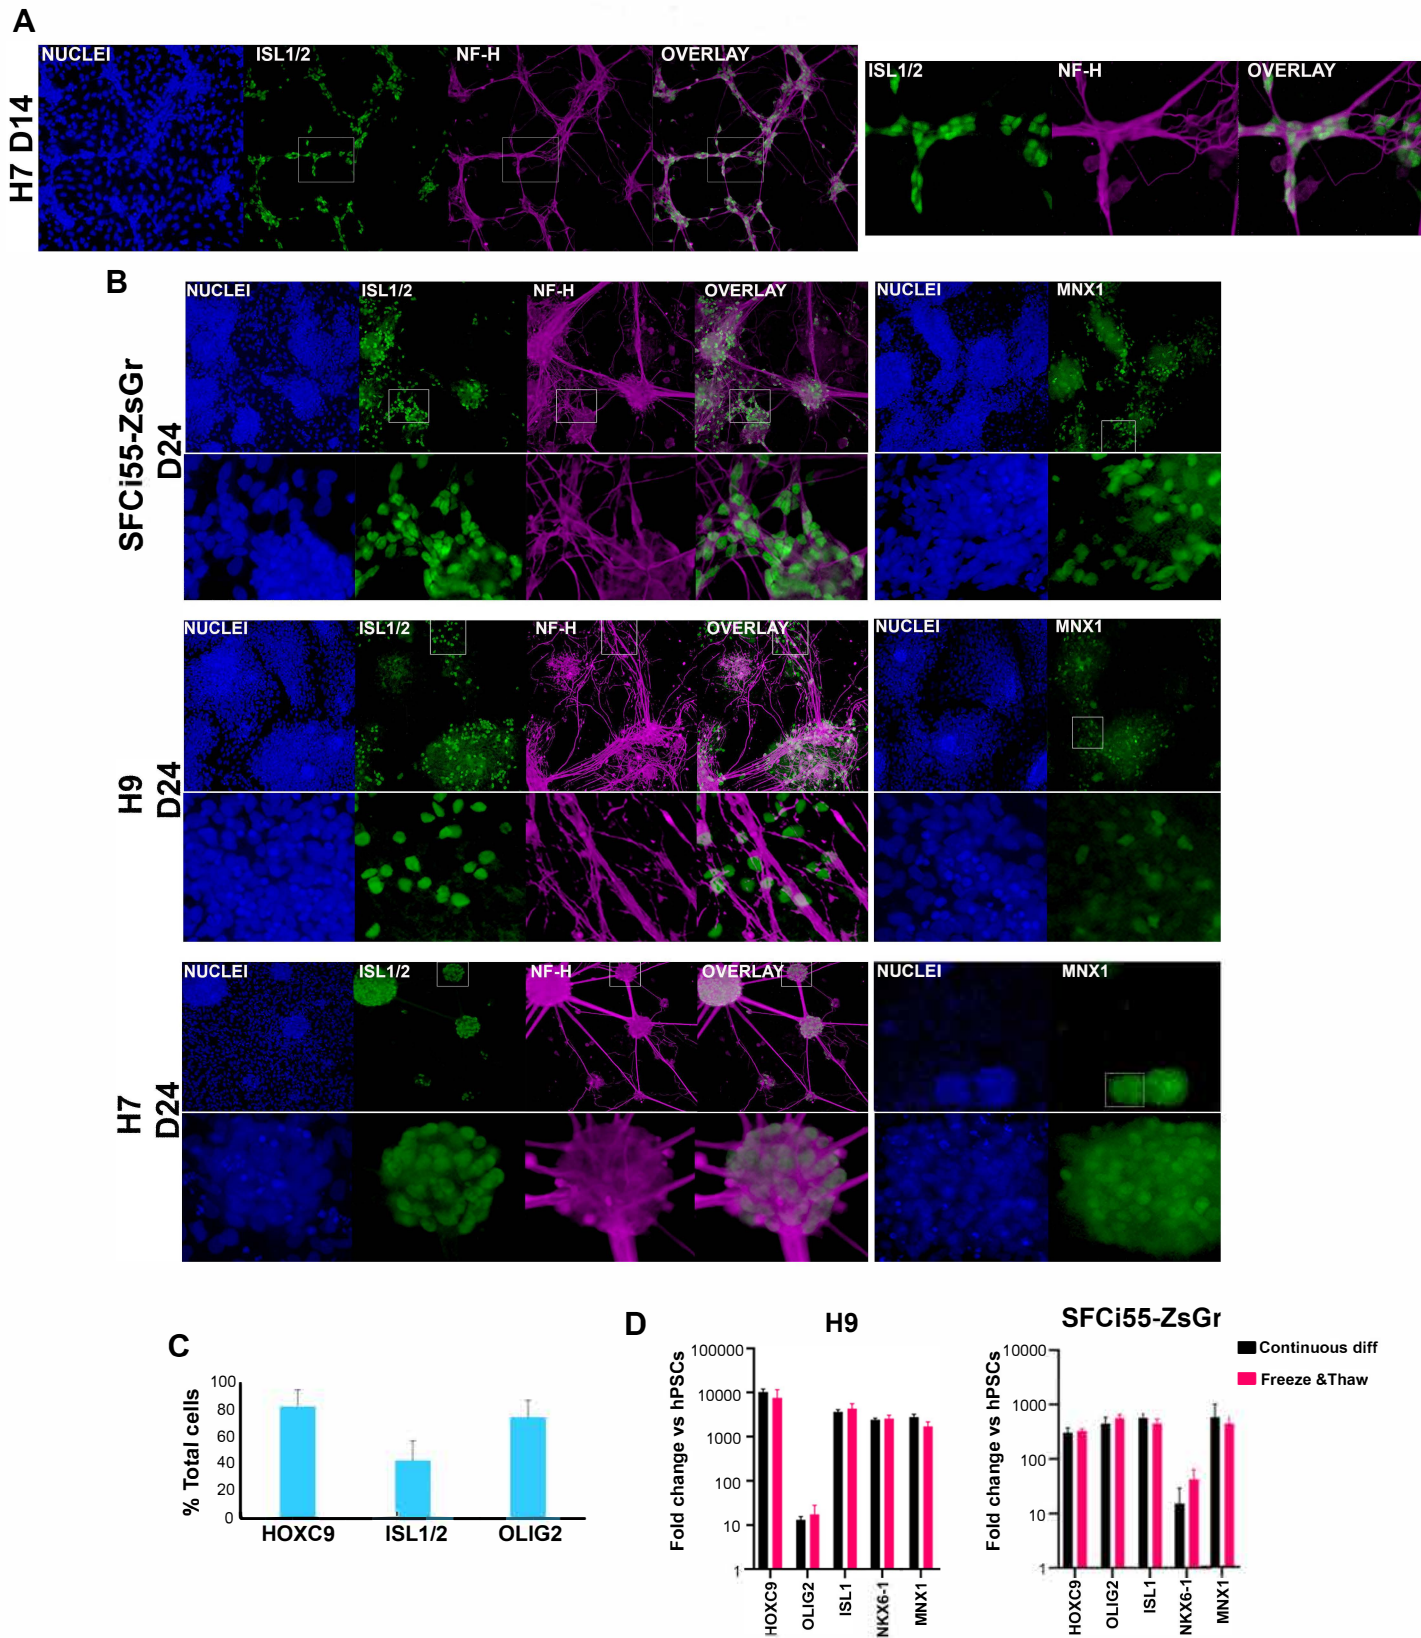 A
NUCLEI ISL1/2 NF-H OVERLAY
ISL1/2 NF-H OVERLAY
H7 D14
B
NUCLEI ISL1/2 NF-H OVERLAY NUCLEI MNX1
SFCi55-ZsGr
D24
NUCLEI ISL1/2 NF-H OVERLAY NUCLEI MNX1
H9
D24
NUCLEI ISL1/2 NF-H OVERLAY NUCLEI MNX1
H7
D24
C
% Total cells
100
80
60
40
20
0
HOXC9 ISL1/2 OLIG2
D
H9
Fold change vs hPSCs
100000
10000
1000
100
10
1
HOXC9 OLIG2 ISL1 NKX6-1 MNX1
SFCi55-ZsGr
Fold change vs hPSCs
10000
1000
100
10
1
HOXC9 OLIG2 ISL1 NKX6-1 MNX1
Continuous diff
Freeze &Thaw